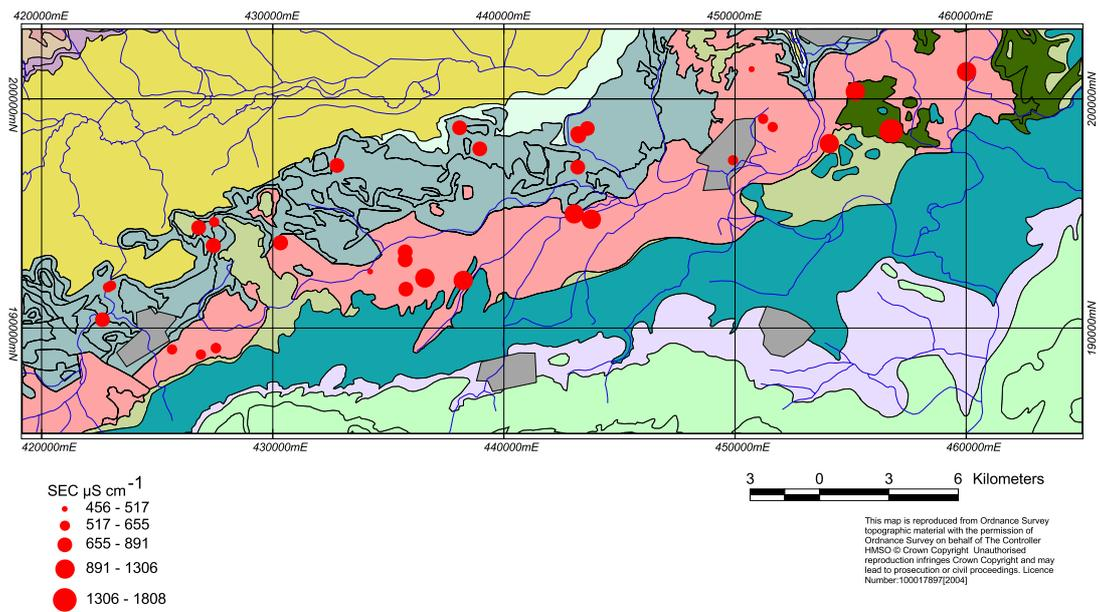 420000mE 430000mE 440000mE 450000mE 460000mE
200000mN 200000mN
190000mN 190000mN
420000mE 430000mE 440000mE 450000mE 460000mE
SEC µS cm-1
456 - 517
517 - 655
655 - 891
891 - 1306
1306 - 1808
3 0 3 6 Kilometers
This map is reproduced from Ordnance Survey
topographic material with the permission of
Ordnance Survey on behalf of The Controller
HMSO © Crown Copyright Unauthorised
reproduction infringes Crown Copyright and may
lead to prosecution or civil proceedings. Licence
Number:100017897[2004]